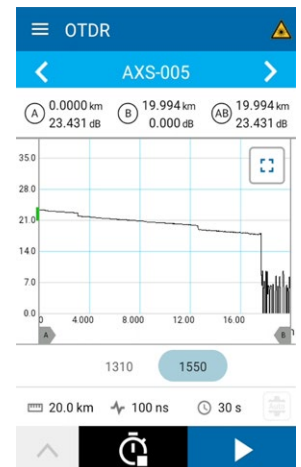 OTDR
AXS-005
A 0.0000 km 23.431 dB
B 19.994 km 0.000 dB
AB 19.994 km 23.431 dB
35.0
28.0
21.0
14.0
7.0
0.0
0 4.000 8.000 12.00 16.00
A B
1310 1550
20.0 km 100 ns 30 s